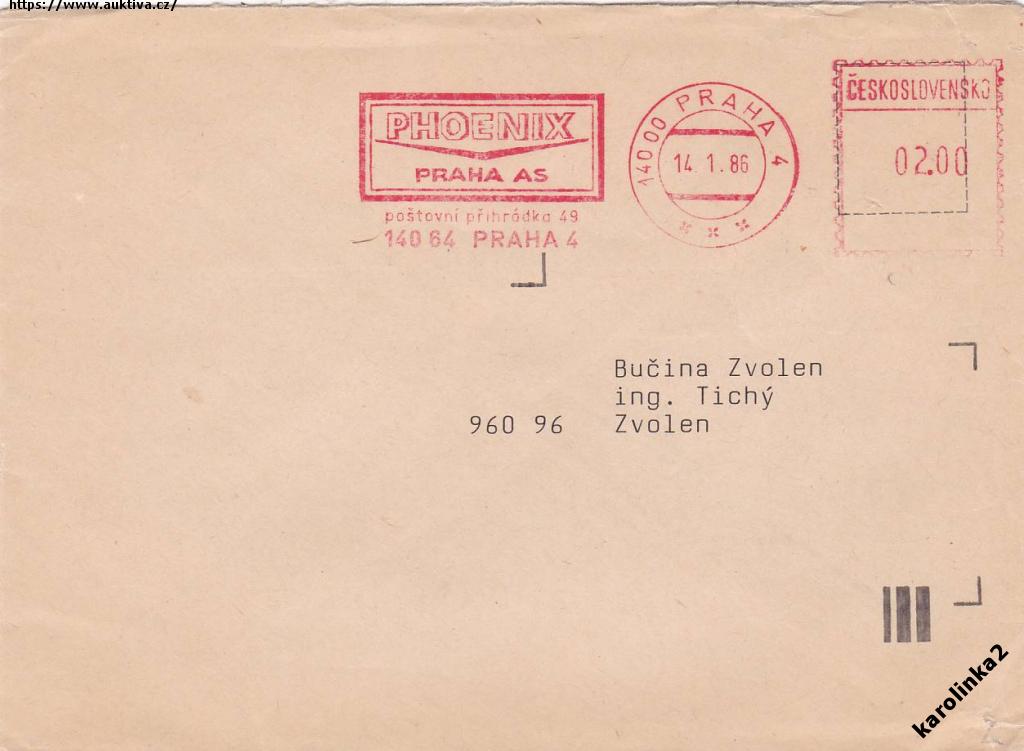 https://www.auktiva.cz/
PHOENIX
PRAHA AS
poštovní přihrádka 49
140 64 PRAHA 4
140 00 PRAHA 4
14. 1. 86
ČESKOSLOVENSKO
02.00
Bučina Zvolen
ing. Tichý
960 96 Zvolen
karolinka2